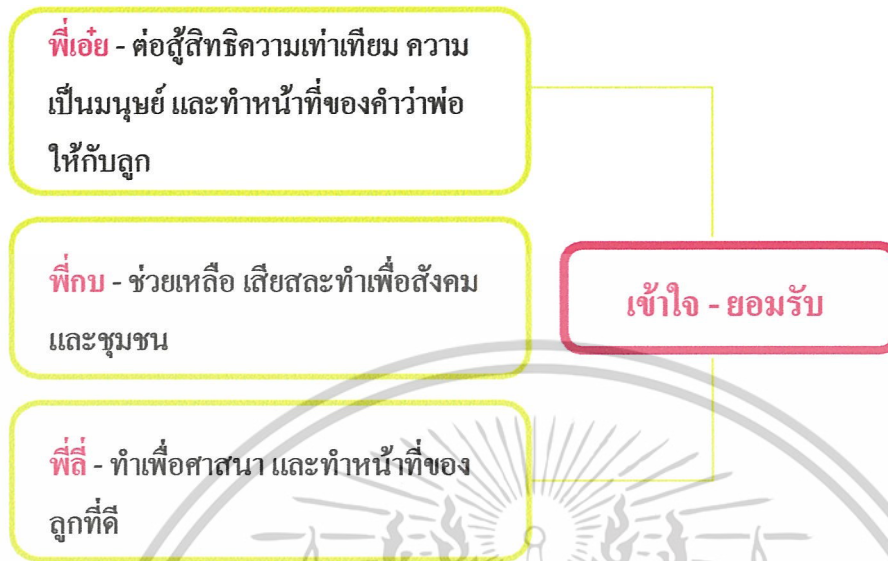 พี่เอ๋ย - ต่อสู้สิทธิความเท่าเทียม ความ
เป็นมนุษย์ และทำหน้าที่ของคำว่าพ่อ
ให้กับลูก
พี่กบ - ช่วยเหลือ เสียสละทำเพื่อสังคม
และชุมชน
เข้าใจ - ยอมรับ
พี่ลี่ - ทำเพื่อศาสนา และทำหน้าที่ของ
ลูกที่ดี